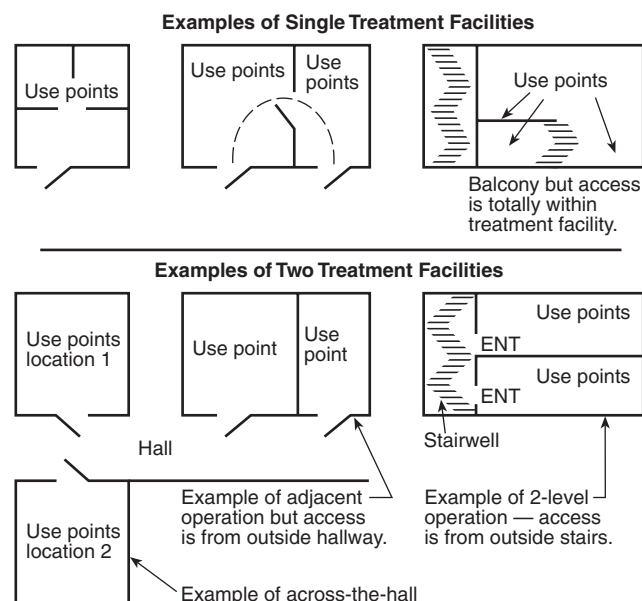 Examples of Single Treatment Facilities
Use points
Use points
Use
points
Use points
Balcony but access
is totally within
treatment facility.
Examples of Two Treatment Facilities
Use points
location 1
Use point
Use
point
Use points
ENT
Use points
ENT
Stairwell
Hall
Example of adjacent
operation but access
is from outside hallway.
Example of 2-level
operation — access
is from outside stairs.
Use points
location 2
Example of across-the-hall